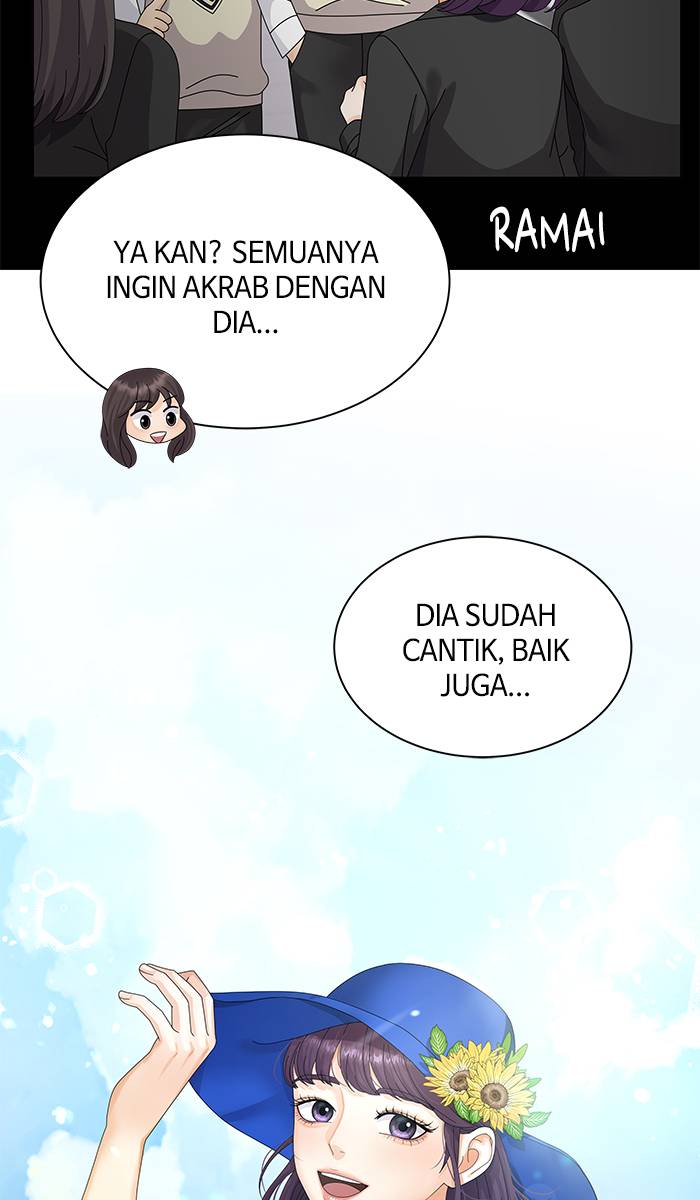 RAMAI
YA KAN? SEMUANYA
INGIN AKRAB DENGAN
DIA...
DIA SUDAH
CANTIK, BAIK
JUGA...